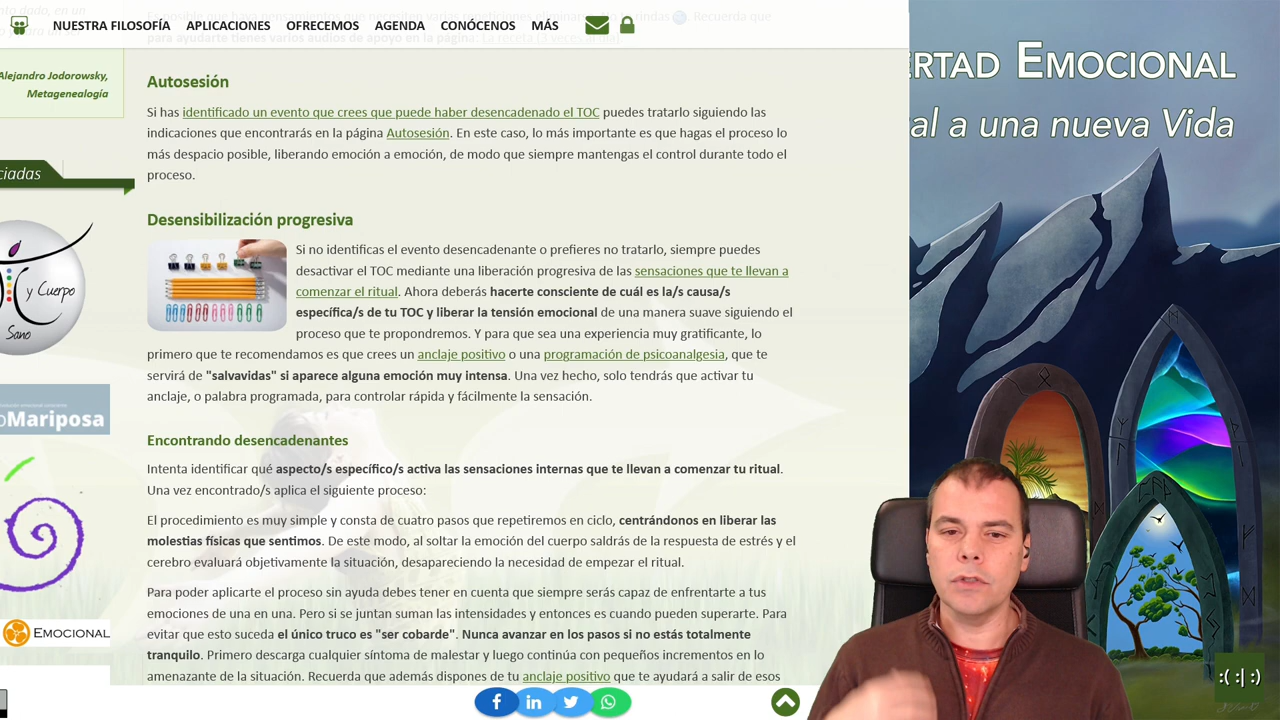 NUESTRA FILOSOFÍA APLICACIONES CONÓCENOS MÁS
Alejandro Jodorowsky,
Metagenealogía
ciadas
y Cuerpo
Sano
oMariposa
EMOCIONAL
Autosesión
Si has identificado un evento que crees que puede haber desencadenado el TOC puedes tratarlo siguiendo las
indicaciones que encontrarás en la página Autosesión. En este caso, lo más importante es que hagas el proceso lo
más despacio posible, liberando emoción a emoción, de modo que siempre mantengas el control durante todo el
proceso.
Desensibilización progresiva
Si no identificas el evento desencadenante o prefieres no tratarlo, siempre puedes
desactivar el TOC mediante una liberación progresiva de las sensaciones que te llevan a
comenzar el ritual. Ahora deberás hacerte consciente de cuál es la/s causa/s
específica/s de tu TOC y liberar la tensión emocional de una manera suave siguiendo el
proceso que te propondremos. Y para que sea una experiencia muy gratificante, lo
primero que te recomendamos es que crees un anclaje positivo o una programación de psicoanalgesia, que te
servirá de "salvavidas" si aparece alguna emoción muy intensa. Una vez hecho, solo tendrás que activar tu
anclaje, o palabra programada, para controlar rápida y fácilmente la sensación.
Encontrando desencadenantes
Intenta identificar qué aspecto/s específico/s activa las sensaciones internas que te llevan a comenzar tu ritual.
Una vez encontrado/s aplica el siguiente proceso:
El procedimiento es muy simple y consta de cuatro pasos que repetiremos en ciclo, centrándonos en liberar las
molestias físicas que sentimos. De este modo, al soltar la emoción del cuerpo saldrás de la respuesta de estrés y el
cerebro evaluará objetivamente la situación, desapareciendo la necesidad de empezar el ritual.
Para poder aplicarte el proceso sin ayuda debes tener en cuenta que siempre serás capaz de enfrentarte a tus
emociones de una en una. Pero si se juntan suman las intensidades y entonces es cuando pueden superarte. Para
evitar que esto suceda el único truco es "ser cobarde". Nunca avanzar en los pasos si no estás totalmente
tranquilo. Primero descarga cualquier síntoma de malestar y luego continúa con pequeños incrementos en lo
amenazante de la situación. Recuerda que además dispones de tu anclaje positivo que te ayudará a salir de esos
ERTAD EMOCIONAL
al a una nueva Vida
:( :| :)